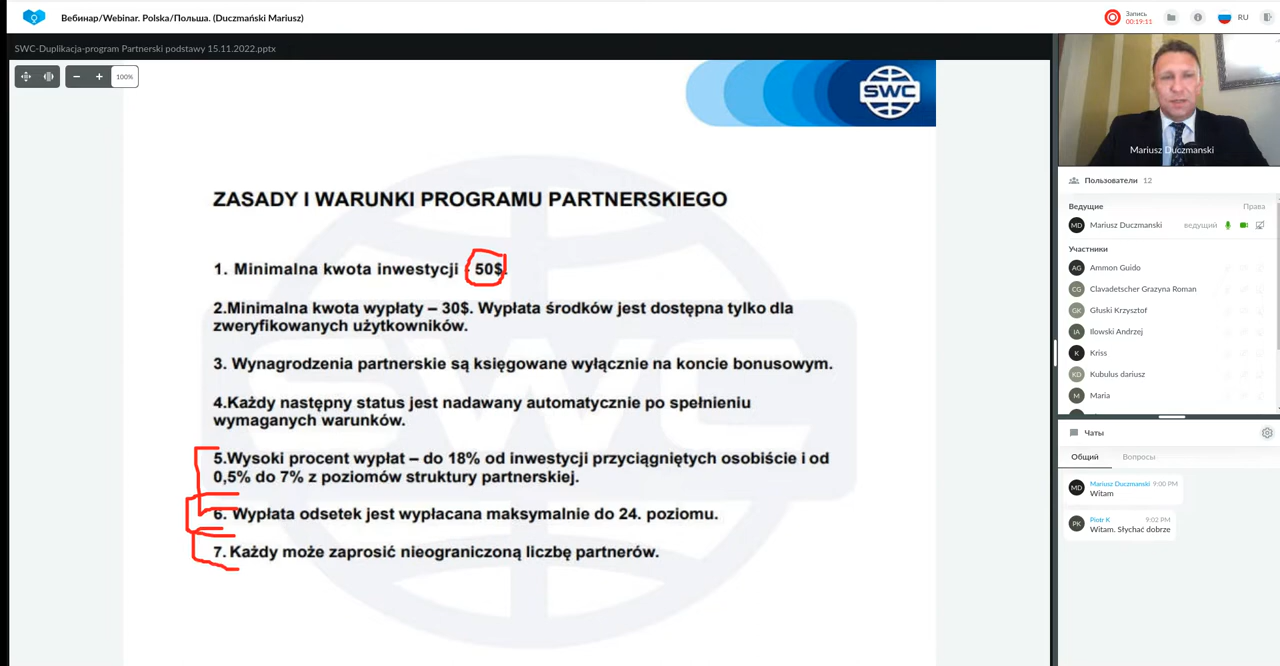 Вебинар/Webinar. Polska/Польша. (Duczmański Mariusz)
Запись
00:19:11
RU
SWC-Duplikacja-program Partnerski podstawy 15.11.2022.pptx
100%
SWC
ZASADY I WARUNKI PROGRAMU PARTNERSKIEGO
1. Minimalna kwota inwestycji - 50$.
2.Minimalna kwota wypłaty – 30$. Wypłata środków jest dostępna tylko dla
zweryfikowanych użytkowników.
3. Wynagrodzenia partnerskie są księgowane wyłącznie na koncie bonusowym.
4.Każdy następny status jest nadawany automatycznie po spełnieniu
wymaganych warunków.
5.Wysoki procent wypłat – do 18% od inwestycji przyciągniętych osobiście i od
0,5% do 7% z poziomów struktury partnerskiej.
6. Wypłata odsetek jest wypłacana maksymalnie do 24. poziomu.
7. Każdy może zaprosić nieograniczoną liczbę partnerów.
Mariusz Duczmanski
Пользователи 12
Ведущие Права
MD Mariusz Duczmanski ведущий
Участники
AG Ammon Guido
CG Clavadetscher Grazyna Roman
GK Głuski Krzysztof
IA Ilowski Andrzej
K Kriss
KD Kubulus dariusz
M Maria
Чаты
Общий Вопросы
MD Mariusz Duczmanski 9:00 PM
Witam
PK Piotr K 9:02 PM
Witam. Słychać dobrze